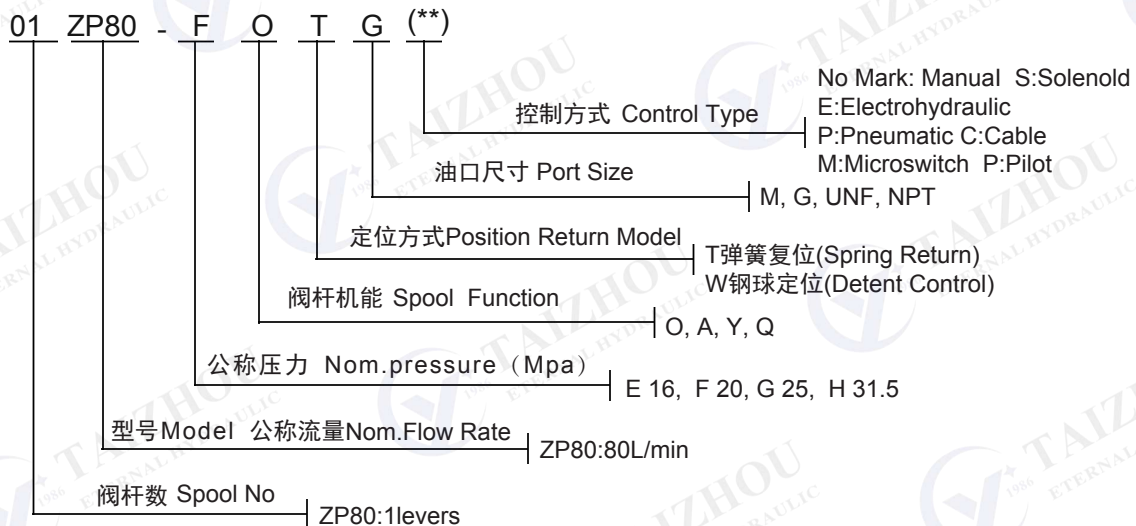 01 ZP80 - F O T G (**)
No Mark: Manual S:Solenold
控制方式 Control Type
E:Electrohydraulic
P:Pneumatic C:Cable
M:Microswitch P:Pilot
油口尺寸 Port Size
M, G, UNF, NPT
定位方式Position Return Model
T弹簧复位(Spring Return)
W钢球定位(Detent Control)
阀杆机能 Spool Function
O, A, Y, Q
公称压力 Nom.pressure（Mpa）
E 16, F 20, G 25, H 31.5
型号Model 公称流量Nom.Flow Rate
ZP80:80L/min
阀杆数 Spool No
ZP80:1levers
TAIZHOU
ETERNAL HYDRAULIC
1986